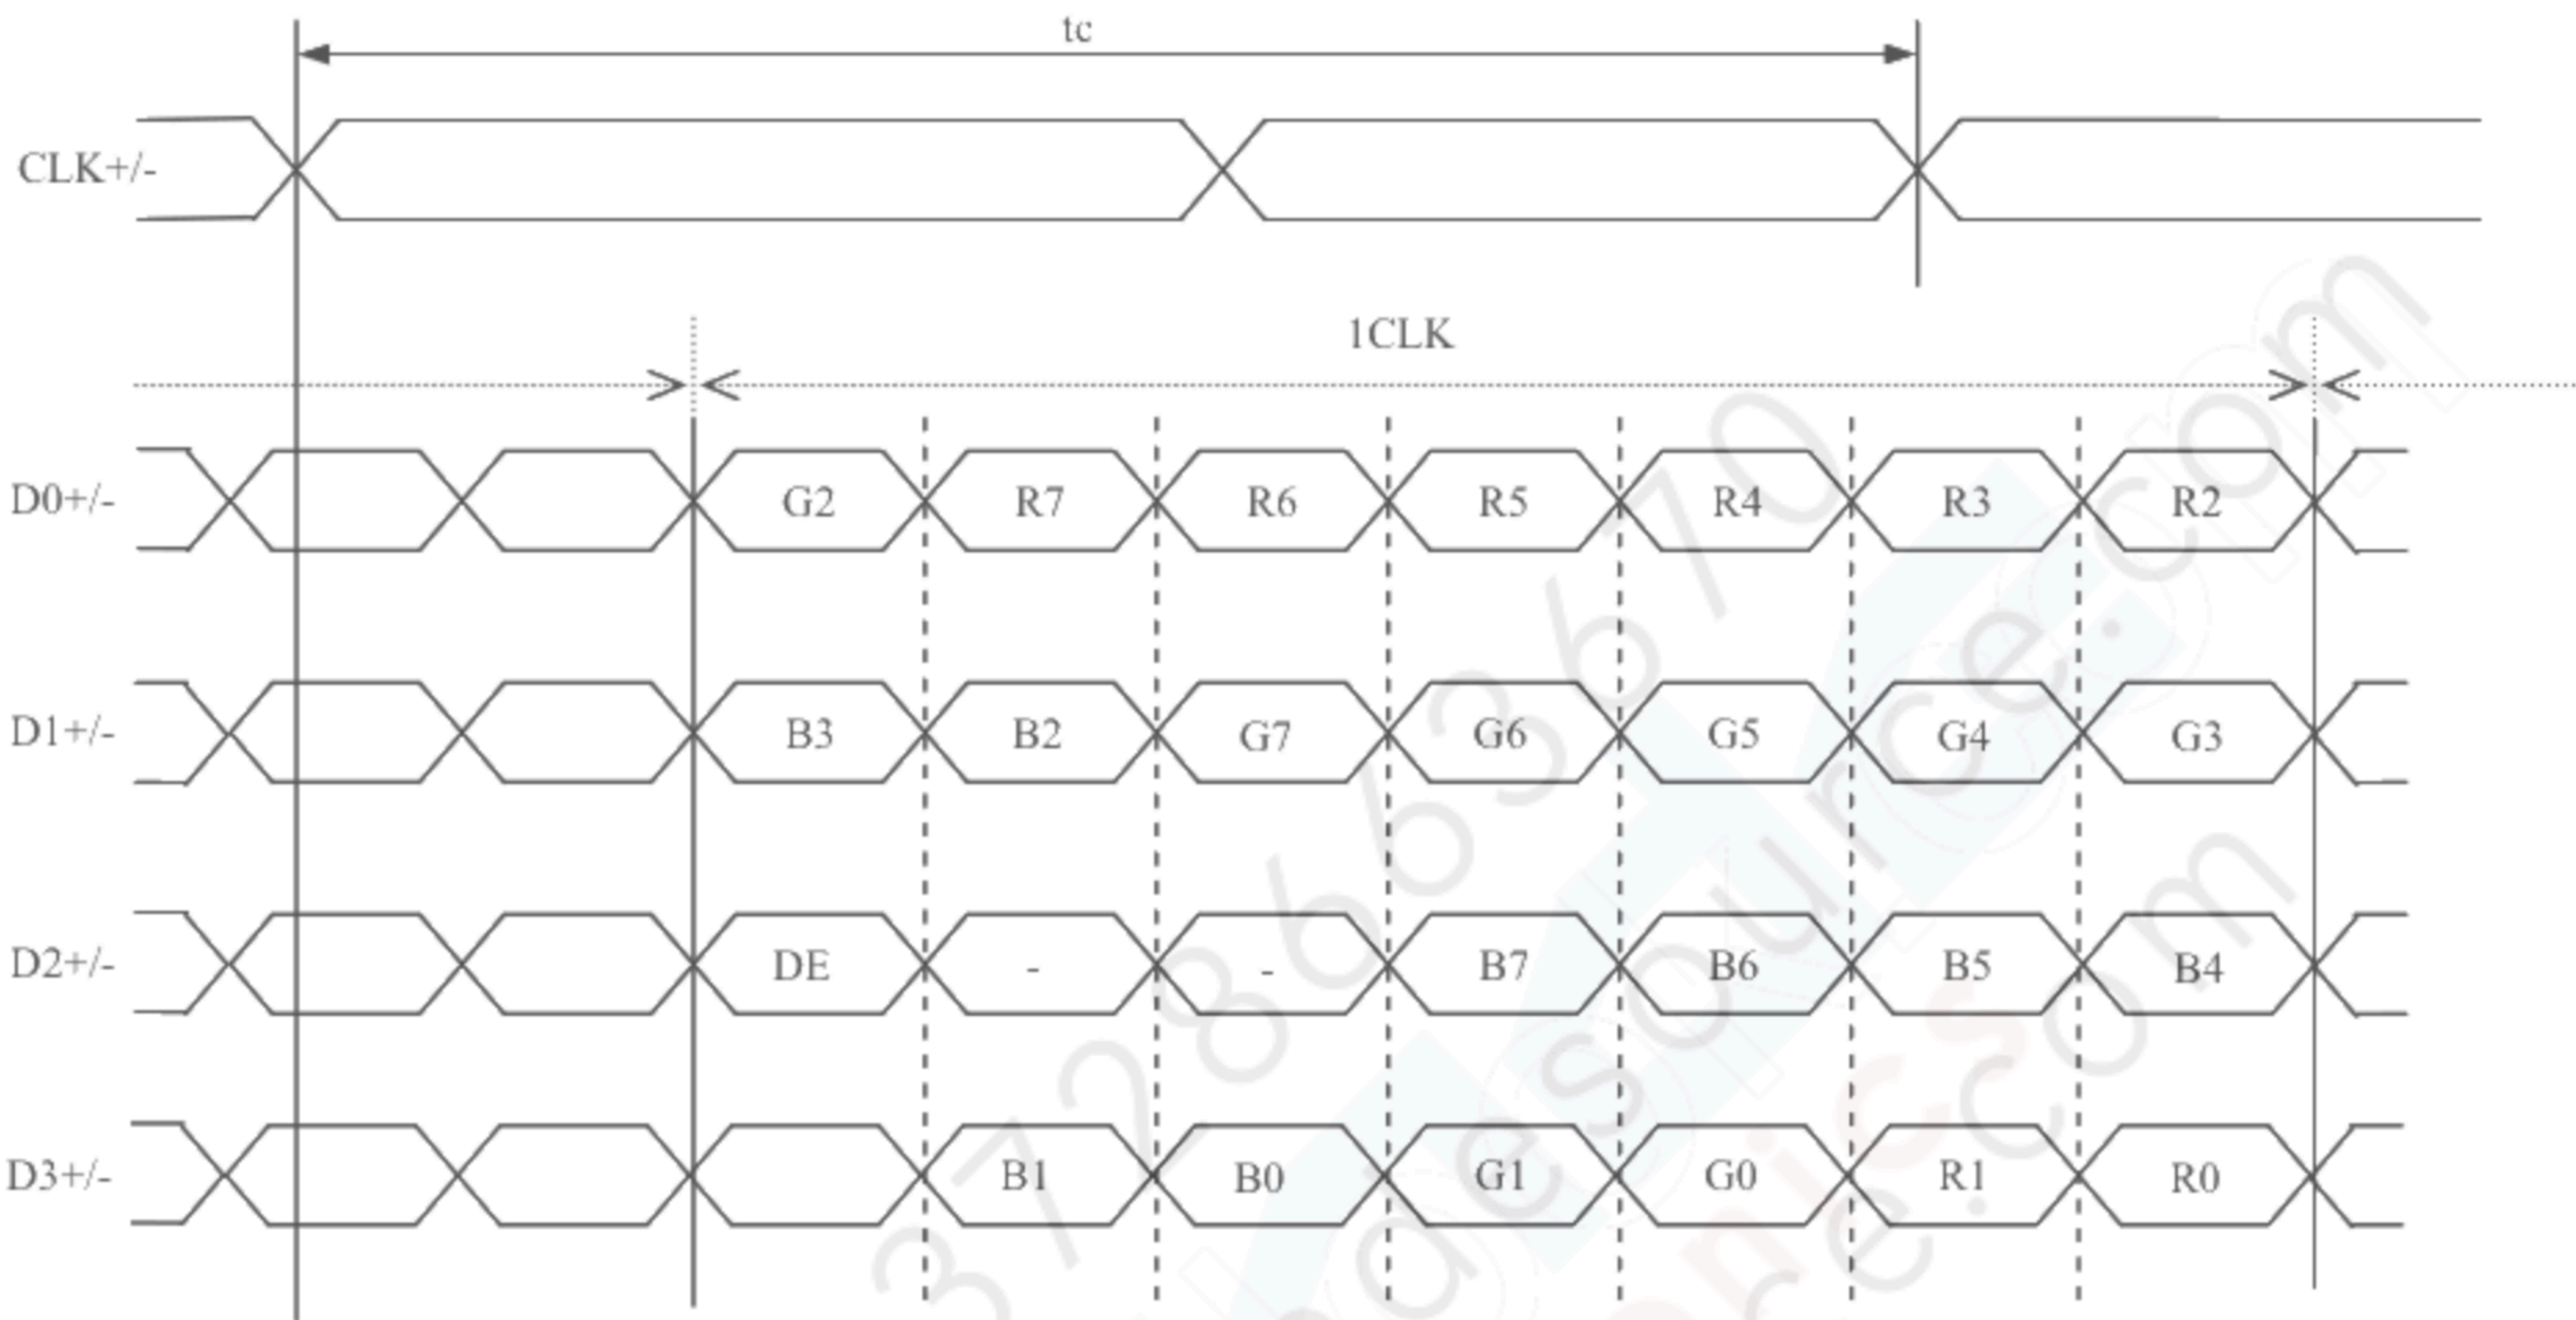 tc
CLK+/-
1CLK
D0+/- G2 R7 R6 R5 R4 R3 R2
D1+/- B3 B2 G7 G6 G5 G4 G3
D2+/- DE - - B7 B6 B5 B4
D3+/- B1 B0 G1 G0 R1 R0
3728663670